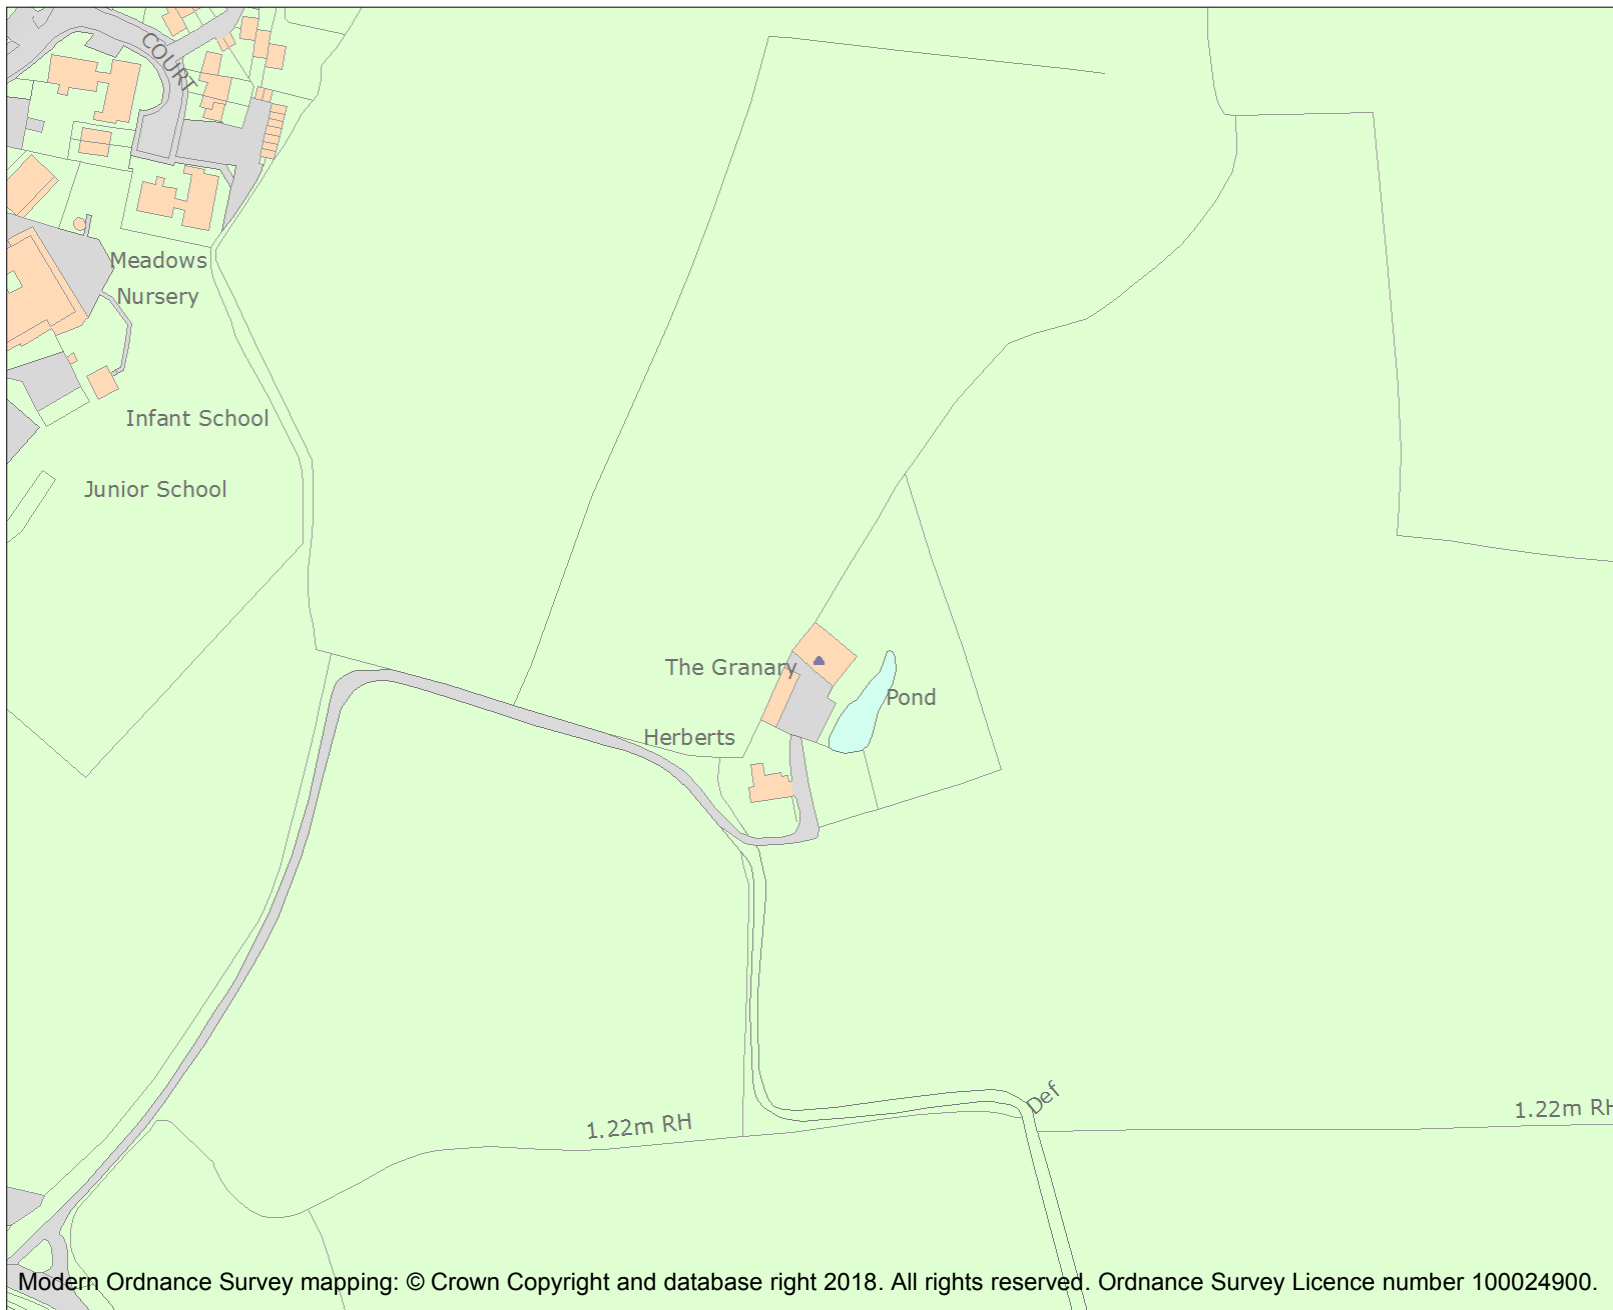 COURT
Meadows
Nursery
Infant School
Junior School
The Granary
Pond
Herberts
Def
1.22m RH
1.22m RH
Modern Ordnance Survey mapping: © Crown Copyright and database right 2018. All rights reserved. Ordnance Survey Licence number 100024900.